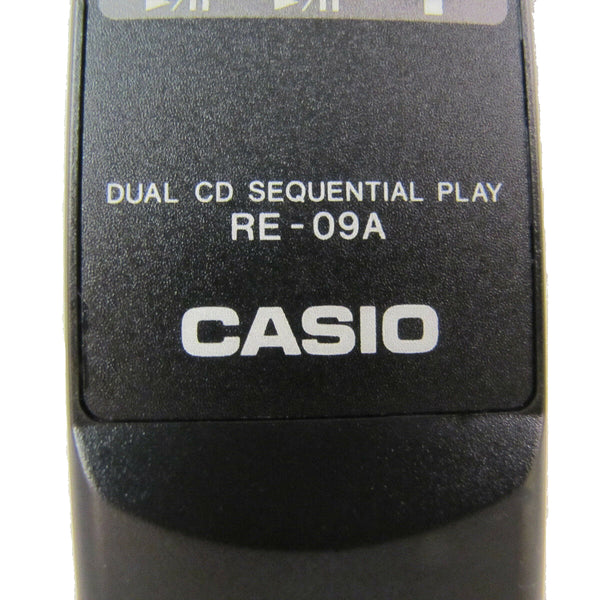 DUAL CD SEQUENTIAL PLAY
RE-09A
CASIO